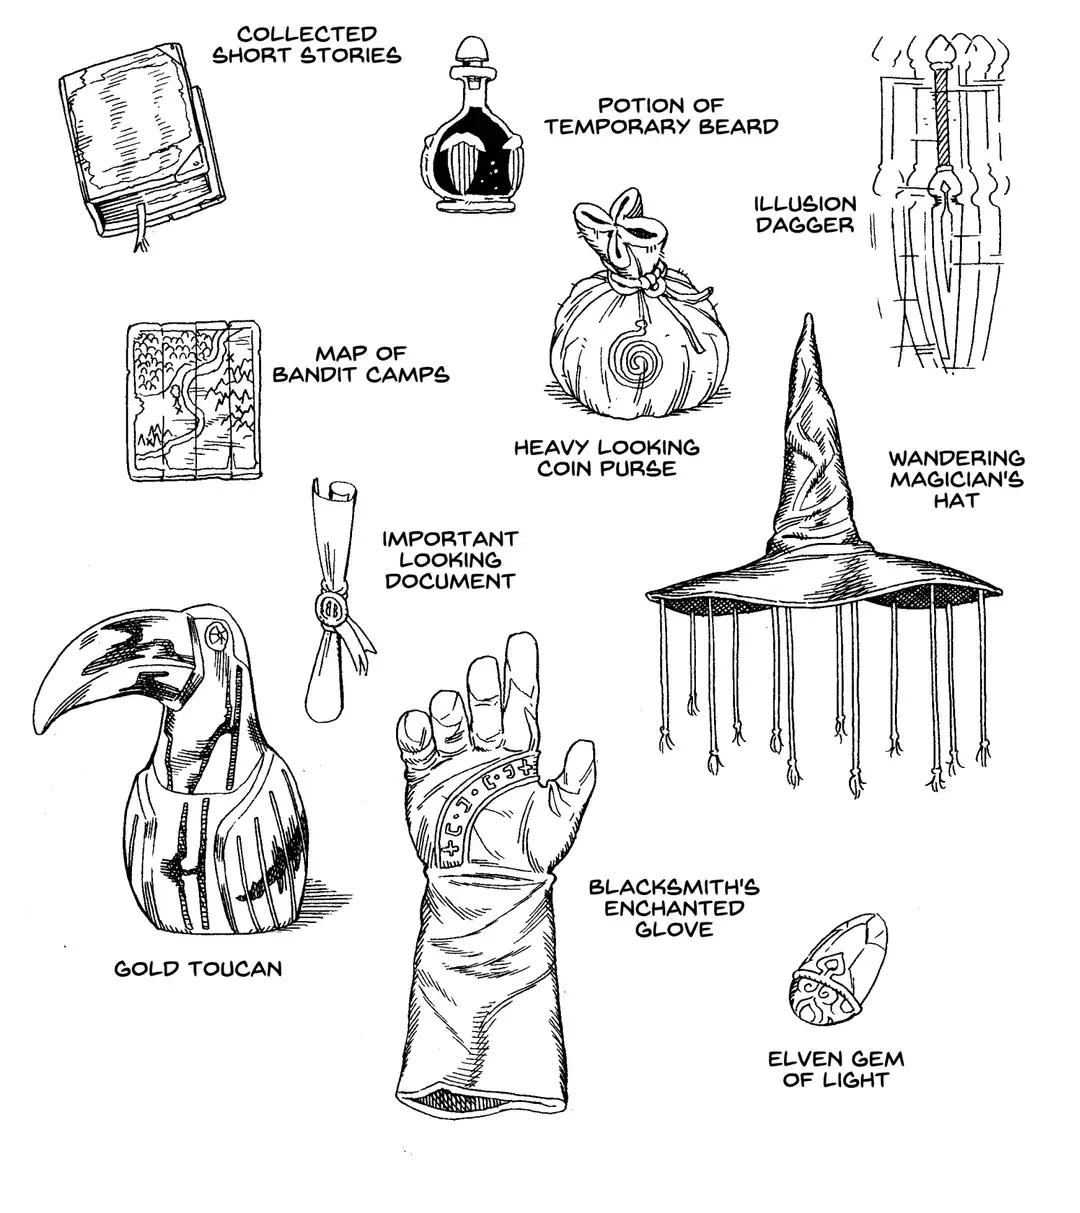 COLLECTED
SHORT STORIES
POTION OF
TEMPORARY BEARD
ILLUSION
DAGGER
MAP OF
BANDIT CAMPS
HEAVY LOOKING
COIN PURSE
WANDERING
MAGICIAN'S
HAT
IMPORTANT
LOOKING
DOCUMENT
BLACKSMITH'S
ENCHANTED
GLOVE
GOLD TOUCAN
ELVEN GEM
OF LIGHT